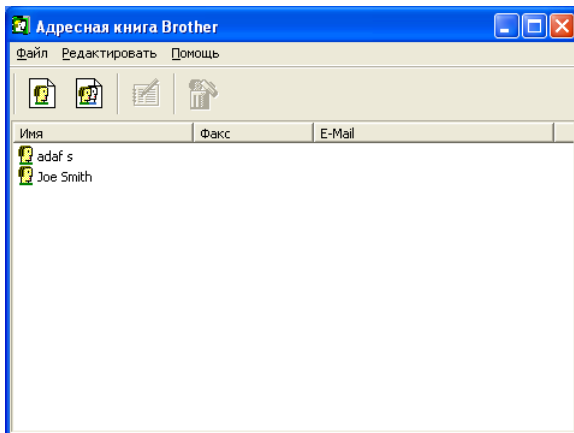 Адресная книга Brother
Файл Редактировать Помощь
Имя Факс E-Mail
adaf s
Joe Smith